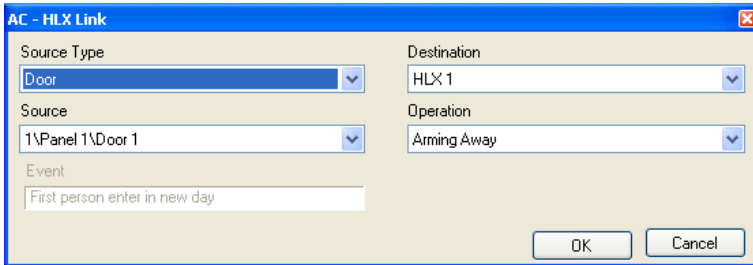 AC - HLX Link
Source Type
Door
Destination
HLX 1
Source
1\Panel 1\Door 1
Operation
Arming Away
Event
First person enter in new day
OK
Cancel